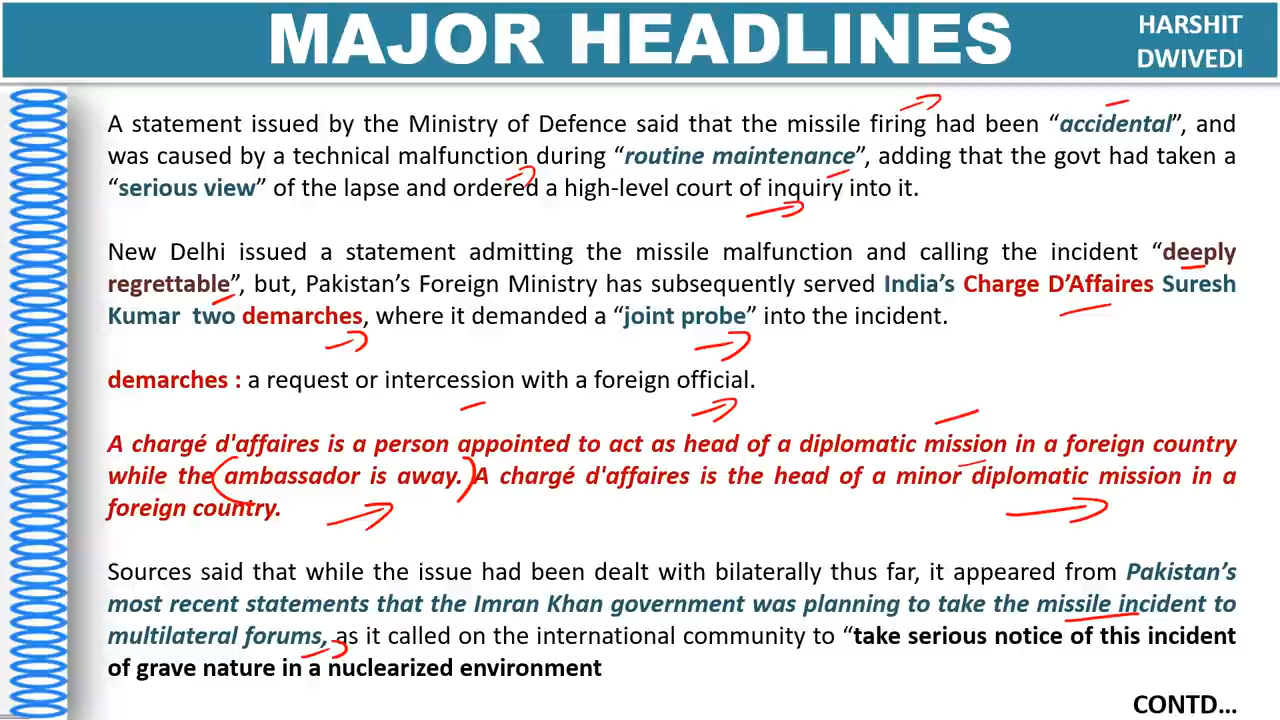 MAJOR HEADLINES
HARSHIT
DWIVEDI
A statement issued by the Ministry of Defence said that the missile firing had been “accidental”, and
was caused by a technical malfunction during “routine maintenance”, adding that the govt had taken a
“serious view” of the lapse and ordered a high-level court of inquiry into it.
New Delhi issued a statement admitting the missile malfunction and calling the incident “deeply
regrettable”, but, Pakistan’s Foreign Ministry has subsequently served India’s Charge D’Affaires Suresh
Kumar two demarches, where it demanded a “joint probe” into the incident.
demarches : a request or intercession with a foreign official.
A chargé d'affaires is a person appointed to act as head of a diplomatic mission in a foreign country
while the ambassador is away. A chargé d'affaires is the head of a minor diplomatic mission in a
foreign country.
Sources said that while the issue had been dealt with bilaterally thus far, it appeared from Pakistan’s
most recent statements that the Imran Khan government was planning to take the missile incident to
multilateral forums, as it called on the international community to “take serious notice of this incident
of grave nature in a nuclearized environment
CONTD...